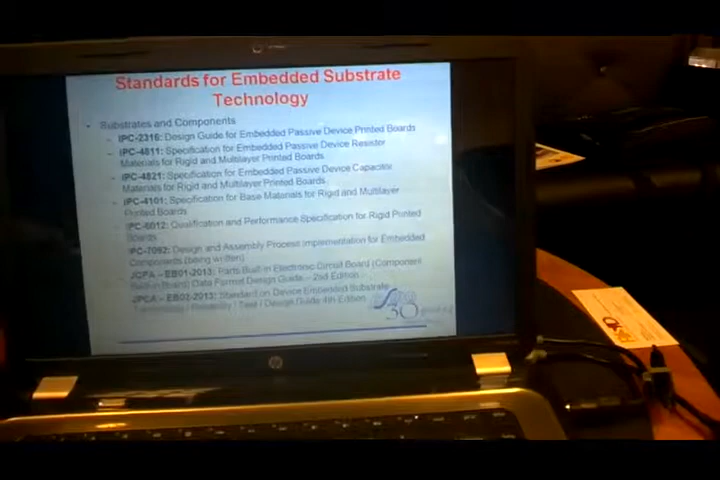 Standards for Embedded Substrate
Technology
Substrates and Components
– IPC-2316: Design Guide for Embedded Passive Device Printed Boards
– IPC-4811: Specification for Embedded Passive Device Resistor
Materials for Rigid and Multilayer Printed Boards
– IPC-4821: Specification for Embedded Passive Device Capacitor
Materials for Rigid and Multilayer Printed Boards
– IPC-4101: Specification for Base Materials for Rigid and Multilayer
Printed Boards
IPC-6012: Qualification and Performance Specification for Rigid Printed
Boards
IPC-7092: Design and Assembly Process Implementation for Embedded
Components (being written)
JCPA – EB01-2013: Parts Built-in Electronic Circuit Board (Component
Built-in Board) Data Format Design Guide – 2nd Edition
JPCA – EB02-2013: Standard on Device Embedded Substrate
Terminology / Reliability / Test / Design Guide 4th Edition
30
hp